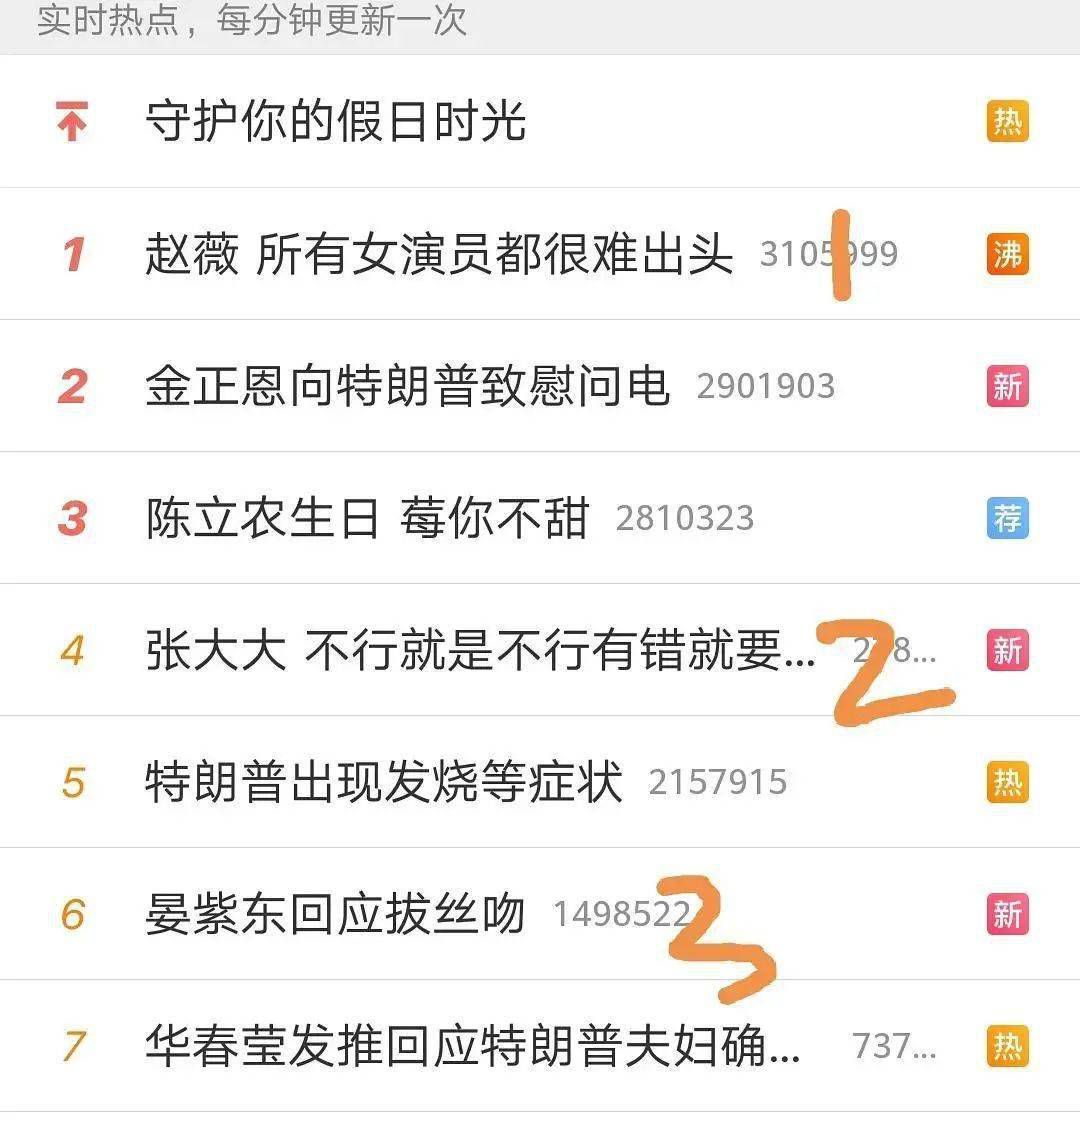 实时热点，每分钟更新一次
守护你的假日时光 热
1 赵薇 所有女演员都很难出头 3105999 沸
1
2 金正恩向特朗普致慰问电 2901903 新
3 陈立农生日 莓你不甜 2810323 荐
4 张大大 不行就是不行有错就要... 新
2
5 特朗普出现发烧等症状 2157915 热
6 晏紫东回应拔丝吻 1498522 新
3
7 华春莹发推回应特朗普夫妇确... 737... 热